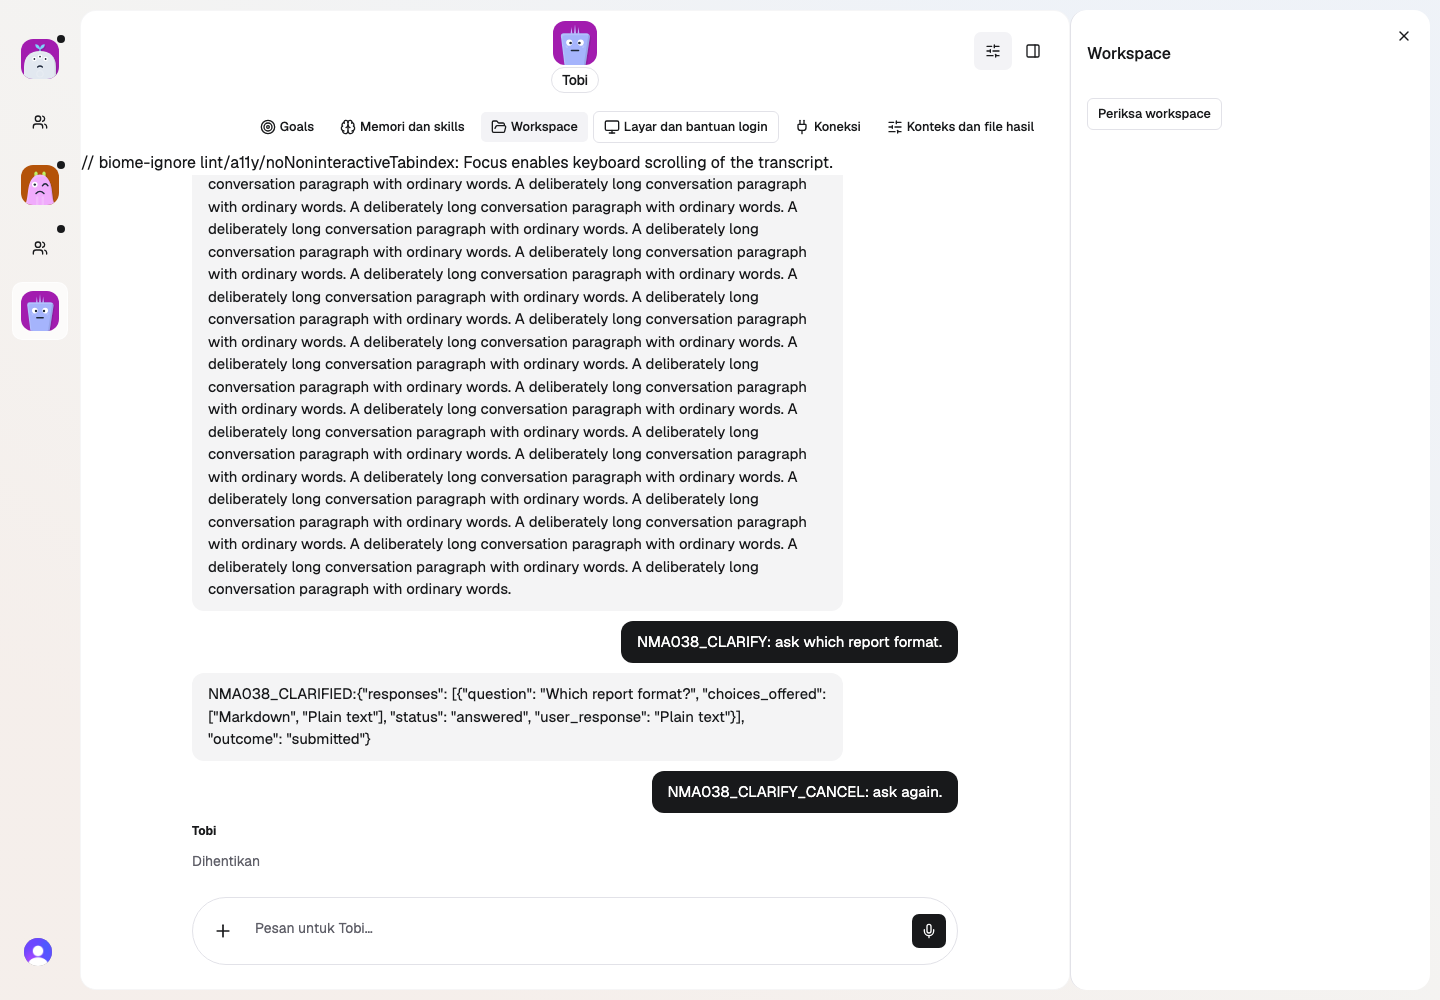 Tobi
Workspace
Periksa workspace
Goals
Memori dan skills
Workspace
Layar dan bantuan login
Koneksi
Konteks dan file hasil
// biome-ignore lint/a11y/noNoninteractiveTabindex: Focus enables keyboard scrolling of the transcript.
conversation paragraph with ordinary words. A deliberately long conversation paragraph
with ordinary words. A deliberately long conversation paragraph with ordinary words. A
deliberately long conversation paragraph with ordinary words. A deliberately long
conversation paragraph with ordinary words. A deliberately long conversation paragraph
with ordinary words. A deliberately long conversation paragraph with ordinary words. A
deliberately long conversation paragraph with ordinary words. A deliberately long
conversation paragraph with ordinary words. A deliberately long conversation paragraph
with ordinary words. A deliberately long conversation paragraph with ordinary words. A
deliberately long conversation paragraph with ordinary words. A deliberately long
conversation paragraph with ordinary words. A deliberately long conversation paragraph
with ordinary words. A deliberately long conversation paragraph with ordinary words. A
deliberately long conversation paragraph with ordinary words. A deliberately long
conversation paragraph with ordinary words. A deliberately long conversation paragraph
with ordinary words. A deliberately long conversation paragraph with ordinary words. A
deliberately long conversation paragraph with ordinary words. A deliberately long
conversation paragraph with ordinary words. A deliberately long conversation paragraph
with ordinary words. A deliberately long conversation paragraph with ordinary words. A
deliberately long conversation paragraph with ordinary words. A deliberately long
conversation paragraph with ordinary words.
NMA038_CLARIFY: ask which report format.
NMA038_CLARIFIED:{"responses": [{"question": "Which report format?", "choices_offered":
["Markdown", "Plain text"], "status": "answered", "user_response": "Plain text"}],
"outcome": "submitted"}
NMA038_CLARIFY_CANCEL: ask again.
Tobi
Dihentikan
Pesan untuk Tobi…